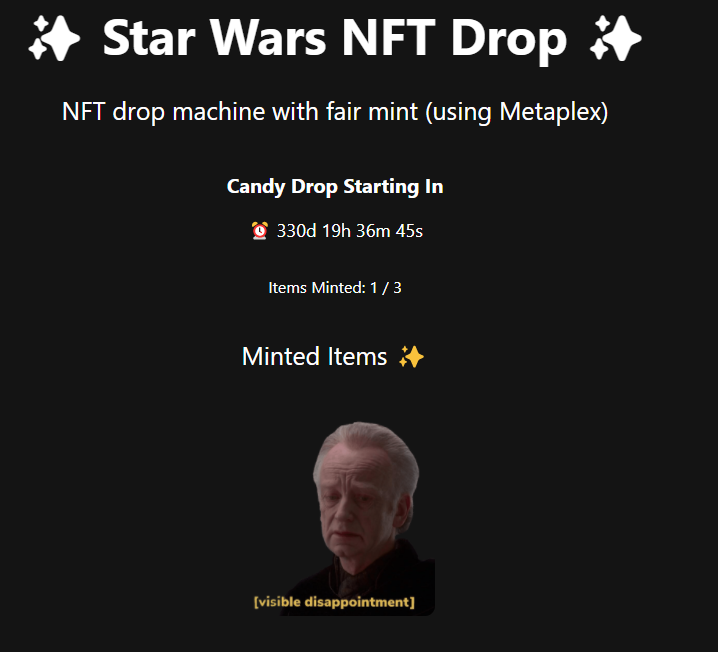 ✨ Star Wars NFT Drop ✨
NFT drop machine with fair mint (using Metaplex)
Candy Drop Starting In
⏰ 330d 19h 36m 45s
Items Minted: 1 / 3
Minted Items ✨
[visible disappointment]